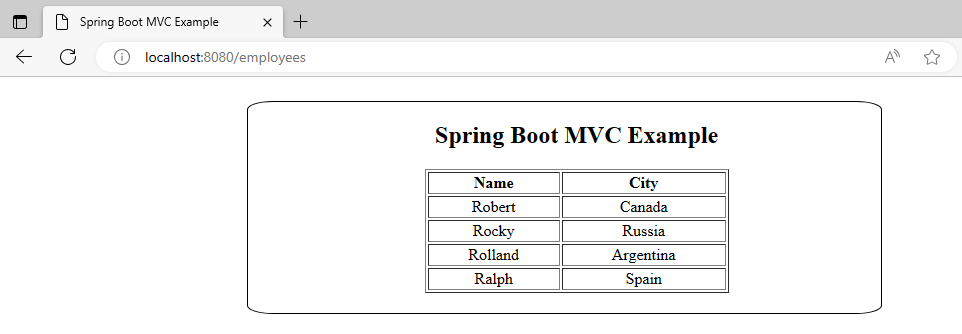 Spring Boot MVC Example
localhost:8080/employees
A
Spring Boot MVC Example
Name City
Robert Canada
Rocky Russia
Rolland Argentina
Ralph Spain